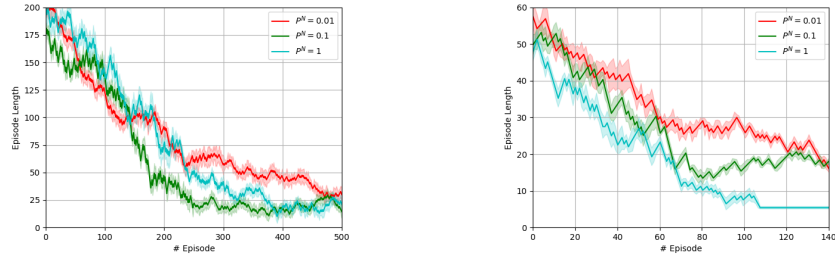 200
175
150
125
100
75
50
25
0
Episode Length
0 100 200 300 400 500
# Episode
P^N = 0.01
P^N = 0.1
P^N = 1
60
50
40
30
20
10
0
Episode Length
0 20 40 60 80 100 120 140
# Episode
P^N = 0.01
P^N = 0.1
P^N = 1